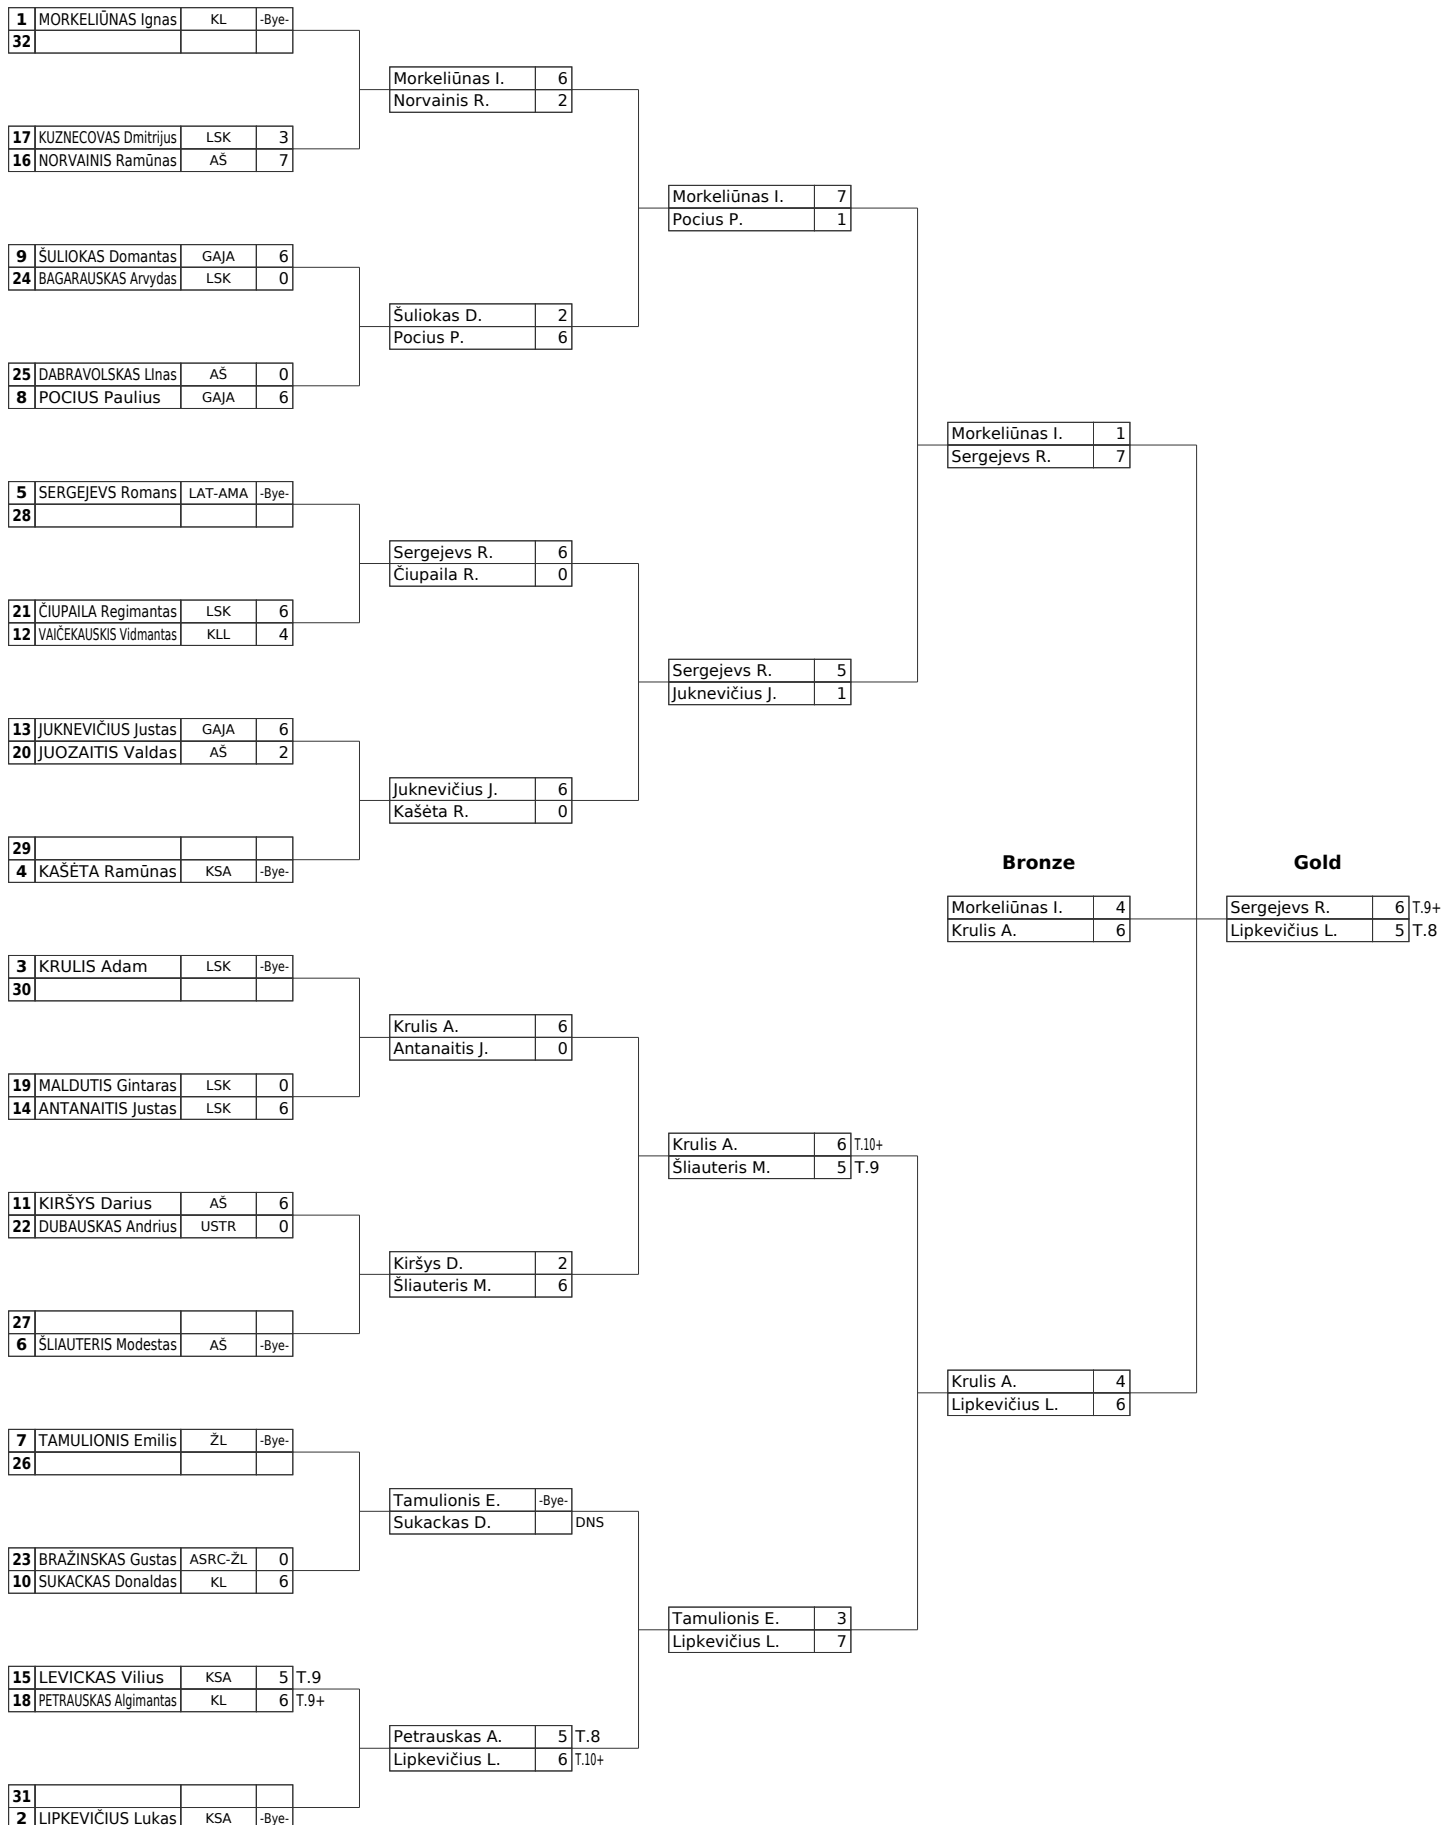 1 MORKELIŪNAS Ignas KL -Bye-
32
Morkeliūnas I. 6
Norvainis R. 2
17 KUZNECOVAS Dmitrijus LSK 3
16 NORVAINIS Ramūnas AŠ 7
Morkeliūnas I. 7
Pocius P. 1
9 ŠULIOKAS Domantas GAJA 6
24 BAGARAUSKAS Arvydas LSK 0
Šuliokas D. 2
Pocius P. 6
25 DABRAVOLSKAS LInas AŠ 0
8 POCIUS Paulius GAJA 6
Morkeliūnas I. 1
Sergejevs R. 7
5 SERGEJEVS Romans LAT-AMA -Bye-
28
Sergejevs R. 6
Čiupaila R. 0
21 ČIUPAILA Regimantas LSK 6
12 VAIČEKAUSKIS Vidmantas KLL 4
Sergejevs R. 5
Juknevičius J. 1
13 JUKNEVIČIUS Justas GAJA 6
20 JUOZAITIS Valdas AŠ 2
Juknevičius J. 6
Kašėta R. 0
29
4 KAŠĖTA Ramūnas KSA -Bye-
Bronze Gold
Morkeliūnas I. 4 Sergejevs R. 6 T.9+
Krulis A. 6 Lipkevičius L. 5 T.8
3 KRULIS Adam LSK -Bye-
30
Krulis A. 6
Antanaitis J. 0
19 MALDUTIS Gintaras LSK 0
14 ANTANAITIS Justas LSK 6
Krulis A. 6 T.10+
Šliauteris M. 5 T.9
11 KIRŠYS Darius AŠ 6
22 DUBAUSKAS Andrius USTR 0
Kiršys D. 2
Šliauteris M. 6
27
6 ŠLIAUTERIS Modestas AŠ -Bye-
Krulis A. 4
Lipkevičius L. 6
7 TAMULIONIS Emilis ŽL -Bye-
26
Tamulionis E. -Bye-
Sukackas D. DNS
23 BRAŽINSKAS Gustas ASRC-ŽL 0
10 SUKACKAS Donaldas KL 6
Tamulionis E. 3
Lipkevičius L. 7
15 LEVICKAS Vilius KSA 5 T.9
18 PETRAUSKAS Algimantas KL 6 T.9+
Petrauskas A. 5 T.8
Lipkevičius L. 6 T.10+
31
2 LIPKEVIČIUS Lukas KSA -Bye-